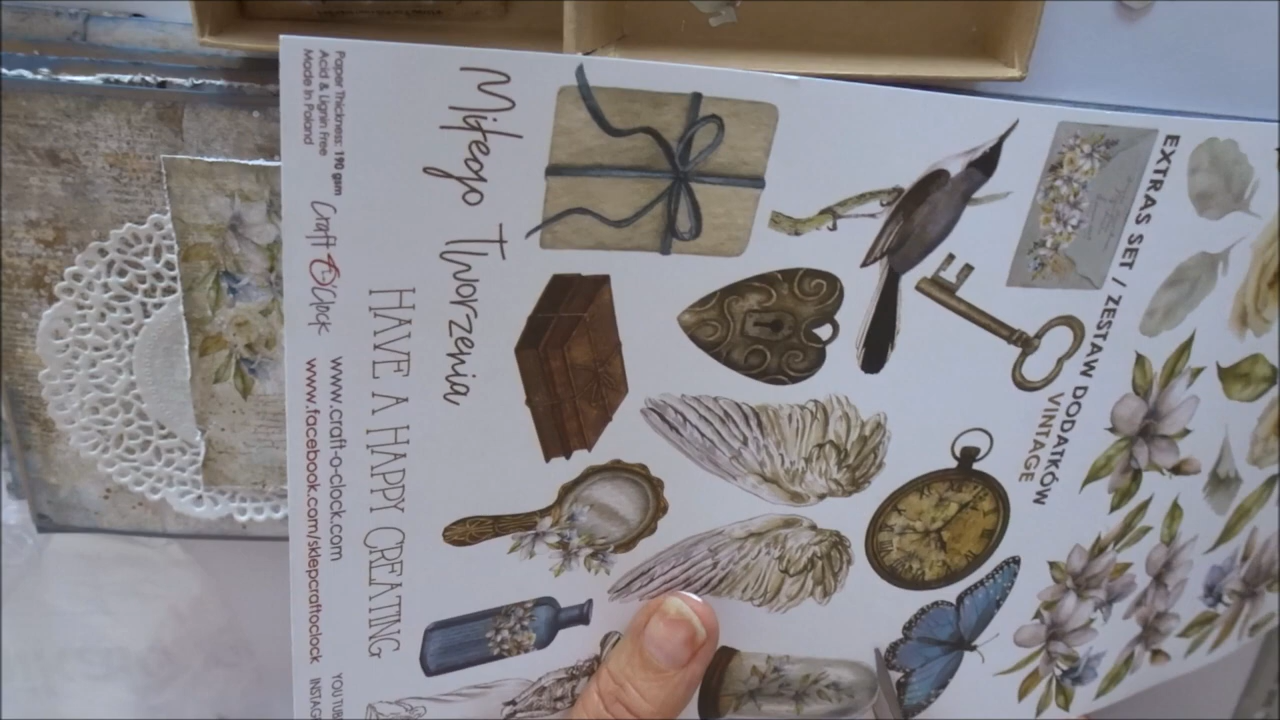 EXTRAS SET / ZESTAW DODATKÓW
VINTAGE
Miłego Tworzenia
HAVE A HAPPY CREATING
Paper Thickness: 190 gsm
Acid & Lignin Free
Made in Poland
Craft O'Clock
www.craft-o-clock.com
www.facebook.com/sklepcraftoclock